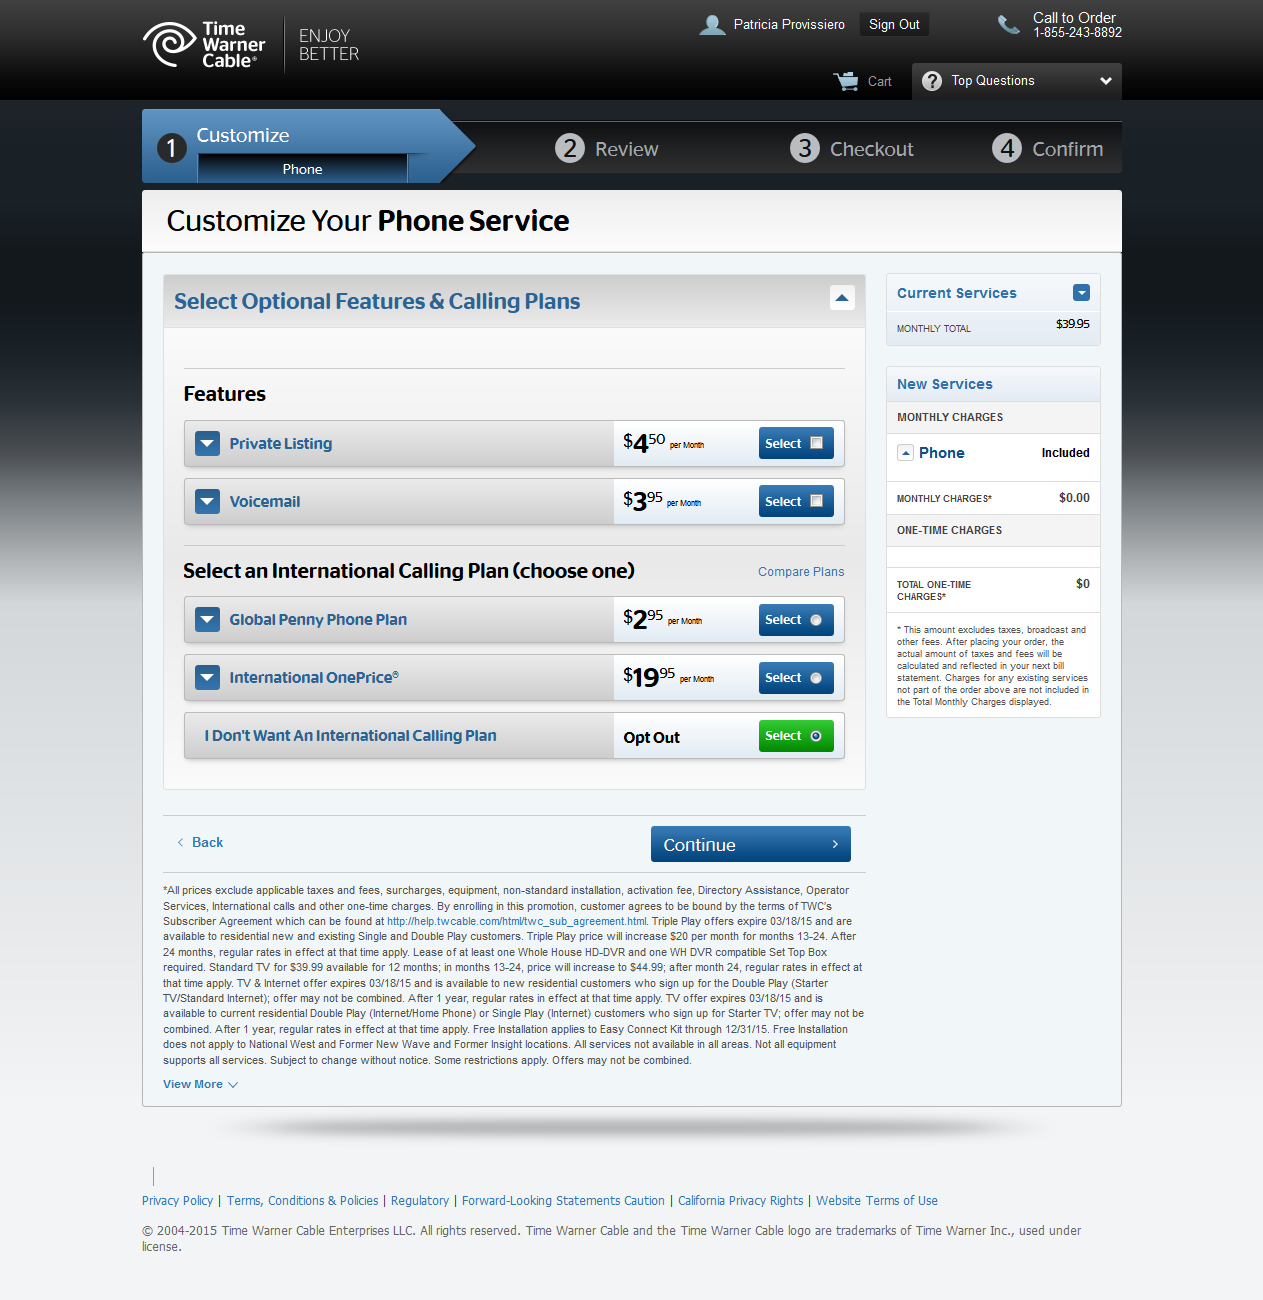 Time
Warner
Cable®
ENJOY
BETTER
Patricia Provissiero
Sign Out
Call to Order
1-855-243-8892
Cart
? Top Questions
1 Customize
Phone
2 Review
3 Checkout
4 Confirm
Customize Your Phone Service
Select Optional Features & Calling Plans
Features
Private Listing $4.50 per Month Select
Voicemail $3.95 per Month Select
Select an International Calling Plan (choose one) Compare Plans
Global Penny Phone Plan $2.95 per Month Select
International OnePrice® $19.95 per Month Select
I Don't Want An International Calling Plan Opt Out Select
Current Services
MONTHLY TOTAL $39.95
New Services
MONTHLY CHARGES
Phone Included
MONTHLY CHARGES* $0.00
ONE-TIME CHARGES
TOTAL ONE-TIME $0
CHARGES*
* This amount excludes taxes, broadcast and
other fees. After placing your order, the
actual amount of taxes and fees will be
calculated and reflected in your next bill
statement. Charges for any existing services
not part of the order above are not included in
the Total Monthly Charges displayed.
< Back
Continue >
*All prices exclude applicable taxes and fees, surcharges, equipment, non-standard installation, activation fee, Directory Assistance, Operator
Services, International calls and other one-time charges. By enrolling in this promotion, customer agrees to be bound by the terms of TWC's
Subscriber Agreement which can be found at http://help.twcable.com/html/twc_sub_agreement.html. Triple Play offers expire 03/18/15 and are
available to residential new and existing Single and Double Play customers. Triple Play price will increase $20 per month for months 13-24. After
24 months, regular rates in effect at that time apply. Lease of at least one Whole House HD-DVR and one WH DVR compatible Set Top Box
required. Standard TV for $39.99 available for 12 months; in months 13-24, price will increase to $44.99; after month 24, regular rates in effect at
that time apply. TV & Internet offer expires 03/18/15 and is available to new residential customers who sign up for the Double Play (Starter
TV/Standard Internet); offer may not be combined. After 1 year, regular rates in effect at that time apply. TV offer expires 03/18/15 and is
available to current residential Double Play (Internet/Home Phone) or Single Play (Internet) customers who sign up for Starter TV; offer may not be
combined. After 1 year, regular rates in effect at that time apply. Free Installation applies to Easy Connect Kit through 12/31/15. Free Installation
does not apply to National West and Former New Wave and Former Insight locations. All services not available in all areas. Not all equipment
supports all services. Subject to change without notice. Some restrictions apply. Offers may not be combined.
View More
Privacy Policy | Terms, Conditions & Policies | Regulatory | Forward-Looking Statements Caution | California Privacy Rights | Website Terms of Use
© 2004-2015 Time Warner Cable Enterprises LLC. All rights reserved. Time Warner Cable and the Time Warner Cable logo are trademarks of Time Warner Inc., used under
license.